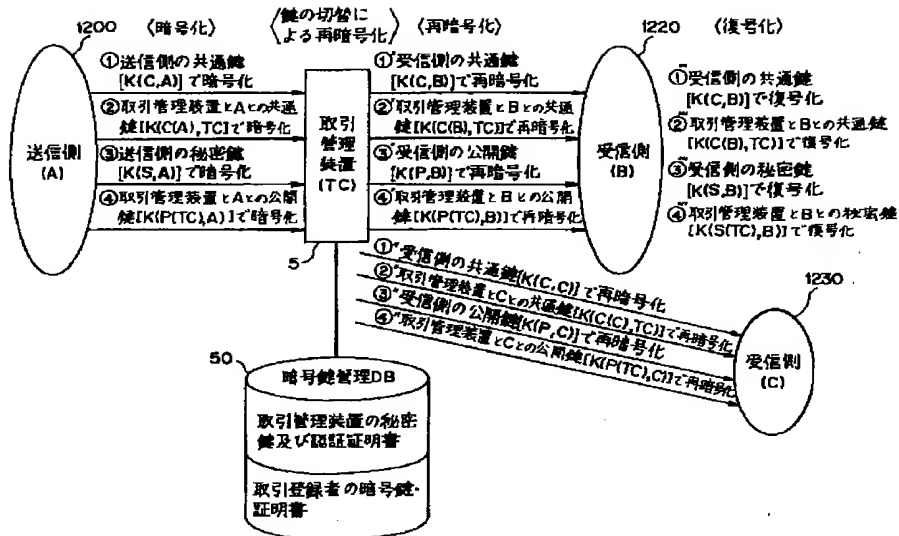 1200
〈暗号化〉
〈鍵の切替に
よる再暗号化〉
〈再暗号化〉
1220
〈復号化〉
送信側
(A)
①送信側の共通鍵
[K(C,A)]で暗号化
②取引管理装置とAとの共通
鍵[K(C(A),TC]で暗号化
③送信側の秘密鍵
[K(S,A)]で暗号化
④取引管理装置とAとの公開
鍵[K(P(TC),A)]で暗号化
取引
管理
装置
(TC)
5
①'受信側の共通鍵
[K(C,B)]で再暗号化
②'取引管理装置とBとの共通
鍵[K(C(B),TC]で再暗号化
③'受信側の公開鍵
[K(P,B)]で再暗号化
④'取引管理装置とBとの公開
鍵[K(P(TC),B)]で再暗号化
受信側
(B)
①'''受信側の共通鍵
[K(C,B)]で復号化
②'''取引管理装置とBとの共通鍵
[K(C(B),TC)]で復号化
③'''受信側の秘密鍵
[K(S,B)]で復号化
④'''取引管理装置とBとの秘密鍵
[K(S(TC),B)]で復号化
①"受信側の共通鍵[K(C,C)]で再暗号化
②"取引管理装置とCとの共通鍵[K(C(C),TC)]で再暗号化
③"受信側の公開鍵[K(P,C)]で再暗号化
④"取引管理装置とCとの公開鍵[K(P(TC),C)]で再暗号化
1230
受信側
(C)
50
暗号鍵管理DB
取引管理装置の秘密
鍵及び認証証明書
取引登録者の暗号鍵・
証明書